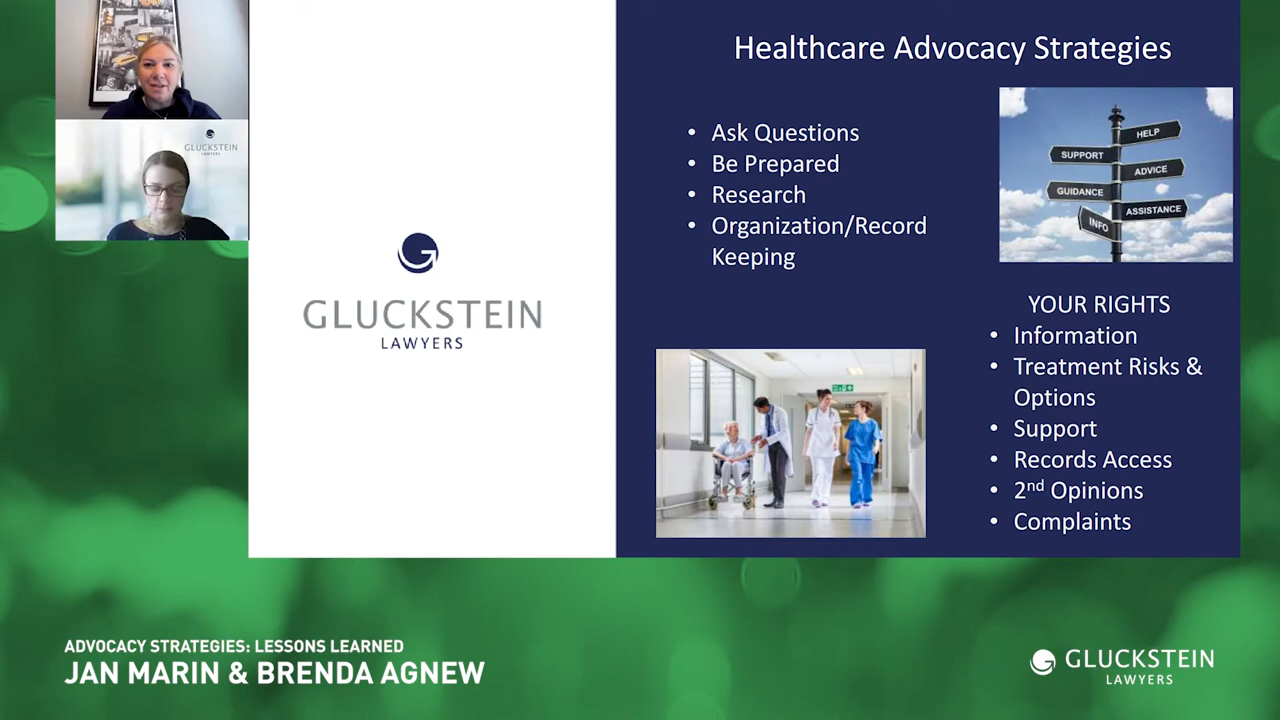 GLUCKSTEIN
LAWYERS
GLUCKSTEIN
LAWYERS
Healthcare Advocacy Strategies
• Ask Questions
• Be Prepared
• Research
• Organization/Record
Keeping
HELP
SUPPORT
ADVICE
GUIDANCE
ASSISTANCE
INFO
YOUR RIGHTS
• Information
• Treatment Risks &
Options
• Support
• Records Access
• 2nd Opinions
• Complaints
ADVOCACY STRATEGIES: LESSONS LEARNED
JAN MARIN & BRENDA AGNEW
GLUCKSTEIN
LAWYERS